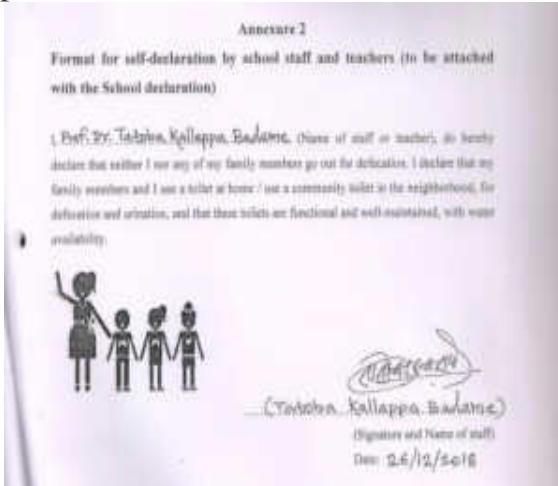 Annexure 2
Format for self-declaration by school staff and teachers (to be attached
with the School declaration)
I, Prof. Dr. Tatoba Kallappa Badame (Name of staff or teacher), do hereby
declare that neither I nor any of my family members go out for defecation. I declare that my
family members and I use a toilet at home / use a community toilet in the neighborhood, for
defecation and urination, and that these toilets are functional and well-maintained, with water
availability.
(Tatoba Kallappa Badame)
(Signature and Name of staff)
Date: 26/12/2018